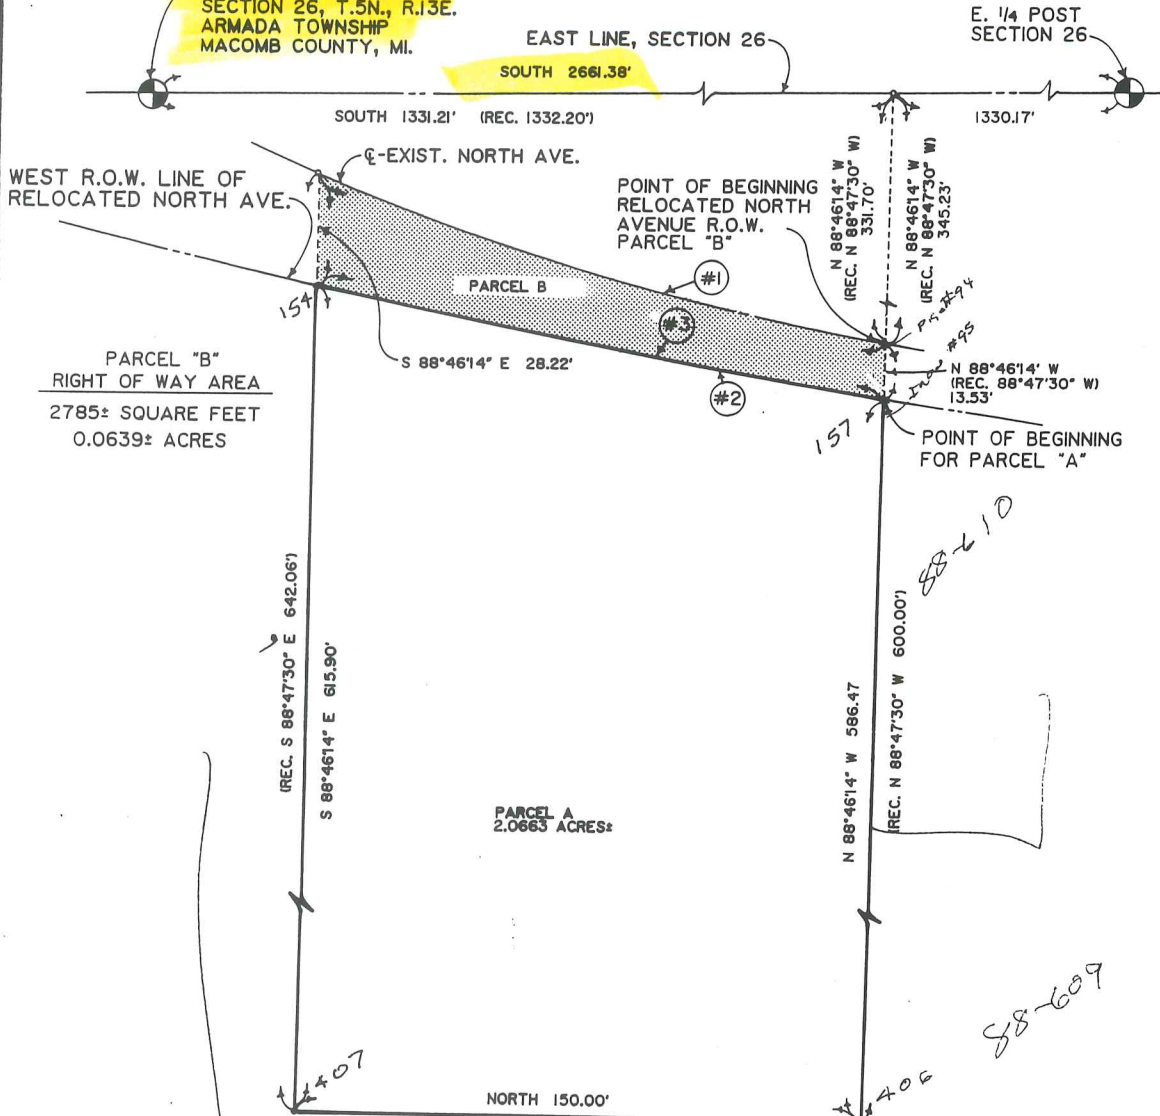 SECTION 26, T.5N., R.13E.
ARMADA TOWNSHIP
MACOMB COUNTY, MI.
EAST LINE, SECTION 26
E. 1/4 POST
SECTION 26
SOUTH 2661.38'
SOUTH 1331.21' (REC. 1332.20')
1330.17'
℄-EXIST. NORTH AVE.
WEST R.O.W. LINE OF
RELOCATED NORTH AVE.
POINT OF BEGINNING
RELOCATED NORTH
AVENUE R.O.W.
PARCEL "B"
N 88°46'14" W
(REC. N 88°47'30" W)
331.70'
N 88°46'14" W
(REC. N 88°47'30" W)
345.23'
#1
PARCEL B
#3
154
S 88°46'14" E 28.22'
#94
#95
N 88°46'14' W
(REC. 88°47'30" W)
13.53'
#2
PARCEL "B"
RIGHT OF WAY AREA
2785± SQUARE FEET
0.0639± ACRES
157
POINT OF BEGINNING
FOR PARCEL "A"
88-610
(REC. S 88°47'30" E 642.06')
S 88°46'14" E 615.90'
N 88°46'14" W 586.47
(REC. N 88°47'30" W 600.00')
PARCEL A
2.0663 ACRES±
88-609
407
NORTH 150.00'
406